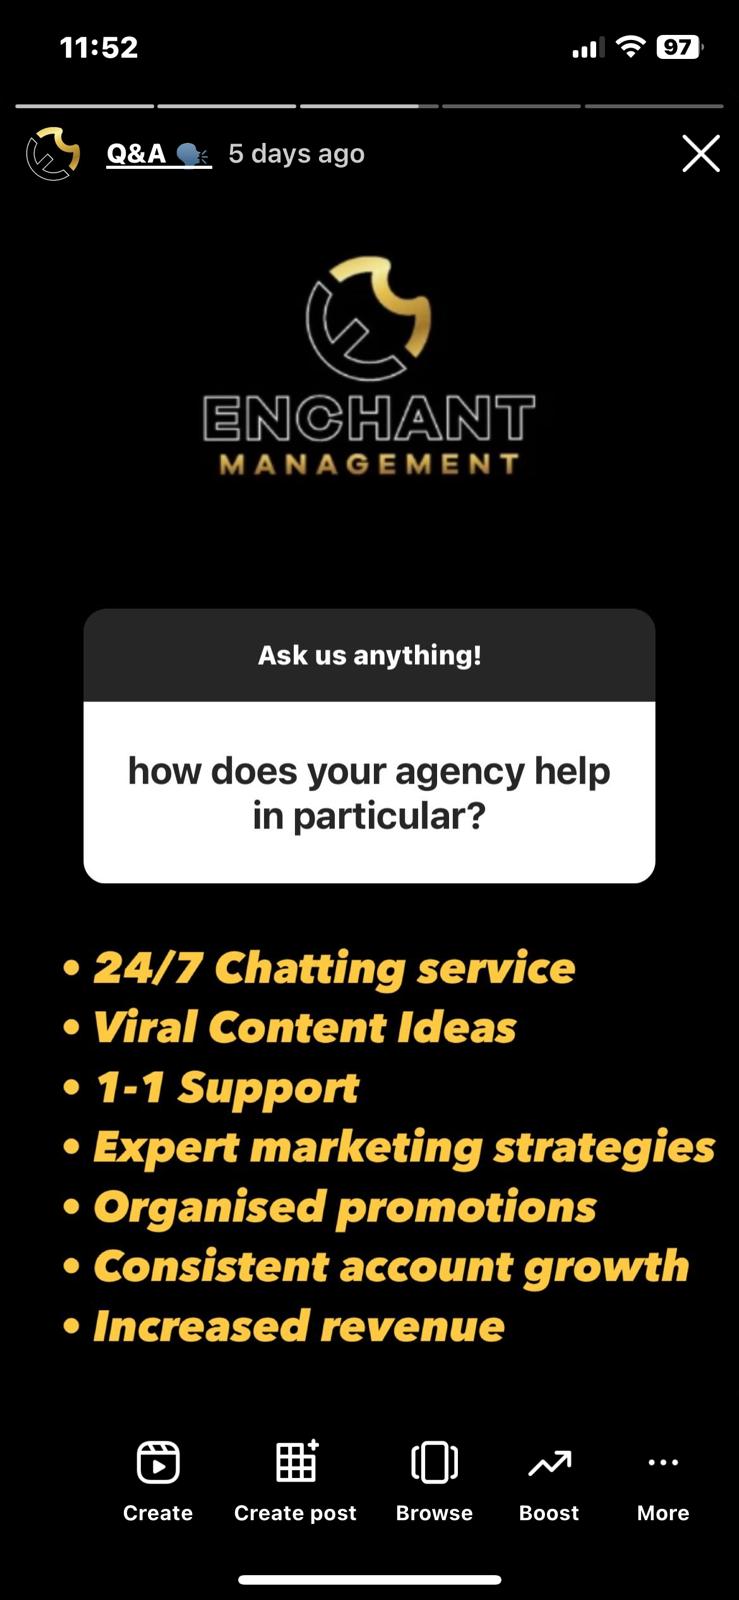 11:52
97
Q&A 🗣️ 5 days ago
ENCHANT
MANAGEMENT
Ask us anything!
how does your agency help
in particular?
• 24/7 Chatting service
• Viral Content Ideas
• 1-1 Support
• Expert marketing strategies
• Organised promotions
• Consistent account growth
• Increased revenue
Create Create post Browse Boost More